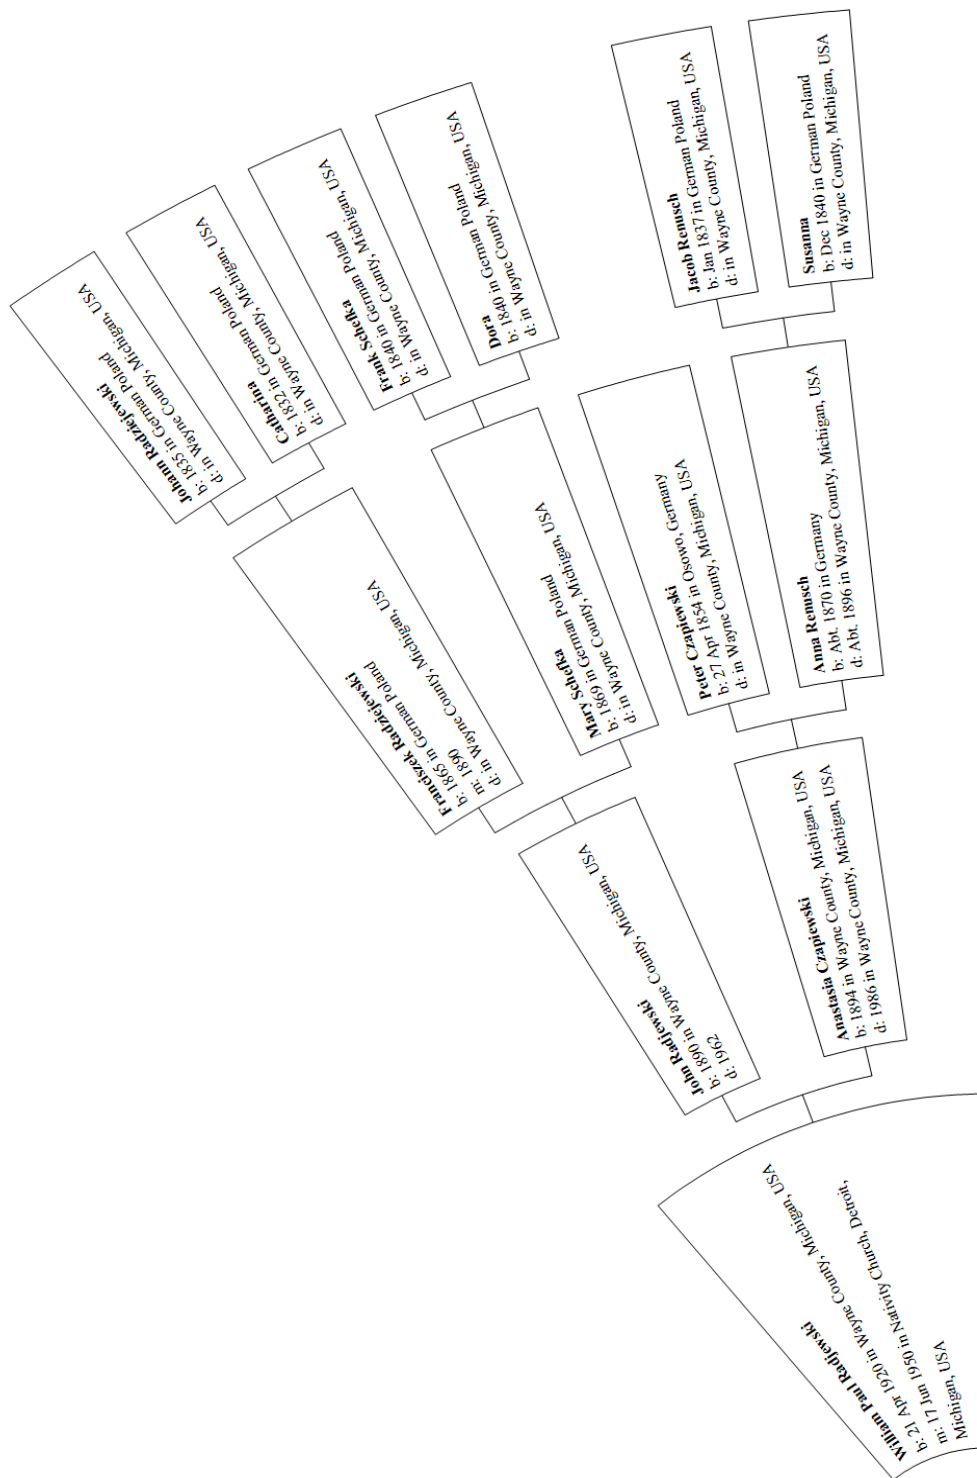 Johann Radziejewski
b: 1835 in German Poland
d: in Wayne County, Michigan, USA
Catharina
b: 1832 in German Poland
d: in Wayne County, Michigan, USA
Frank Schefka
b: 1840 in German Poland
d: in Wayne County, Michigan, USA
Dora
b: 1840 in German Poland
d: in Wayne County, Michigan, USA
Jacob Renusch
b: Jan 1837 in German Poland
d: in Wayne County, Michigan, USA
Susanna
b: Dec 1840 in German Poland
d: in Wayne County, Michigan, USA
Franciszek Radziejewski
b: 1865 in German Poland
m: 1890
d: in Wayne County, Michigan, USA
Mary Schefka
b: 1869 in German Poland
d: in Wayne County, Michigan, USA
Peter Czapiewski
b: 27 Apr 1854 in Osowo, Germany
d: in Wayne County, Michigan, USA
Anna Renusch
b: Abt. 1870 in Germany
d: Abt. 1896 in Wayne County, Michigan, USA
John Radjewski
b: 1890 in Wayne County, Michigan, USA
d: 1962
Anastasia Czapiewski
b: 1894 in Wayne County, Michigan, USA
d: 1986 in Wayne County, Michigan, USA
William Paul Radjewski
b: 21 Apr 1920 in Wayne County, Michigan, USA
m: 17 Jun 1950 in Nativity Church, Detroit,
Michigan, USA